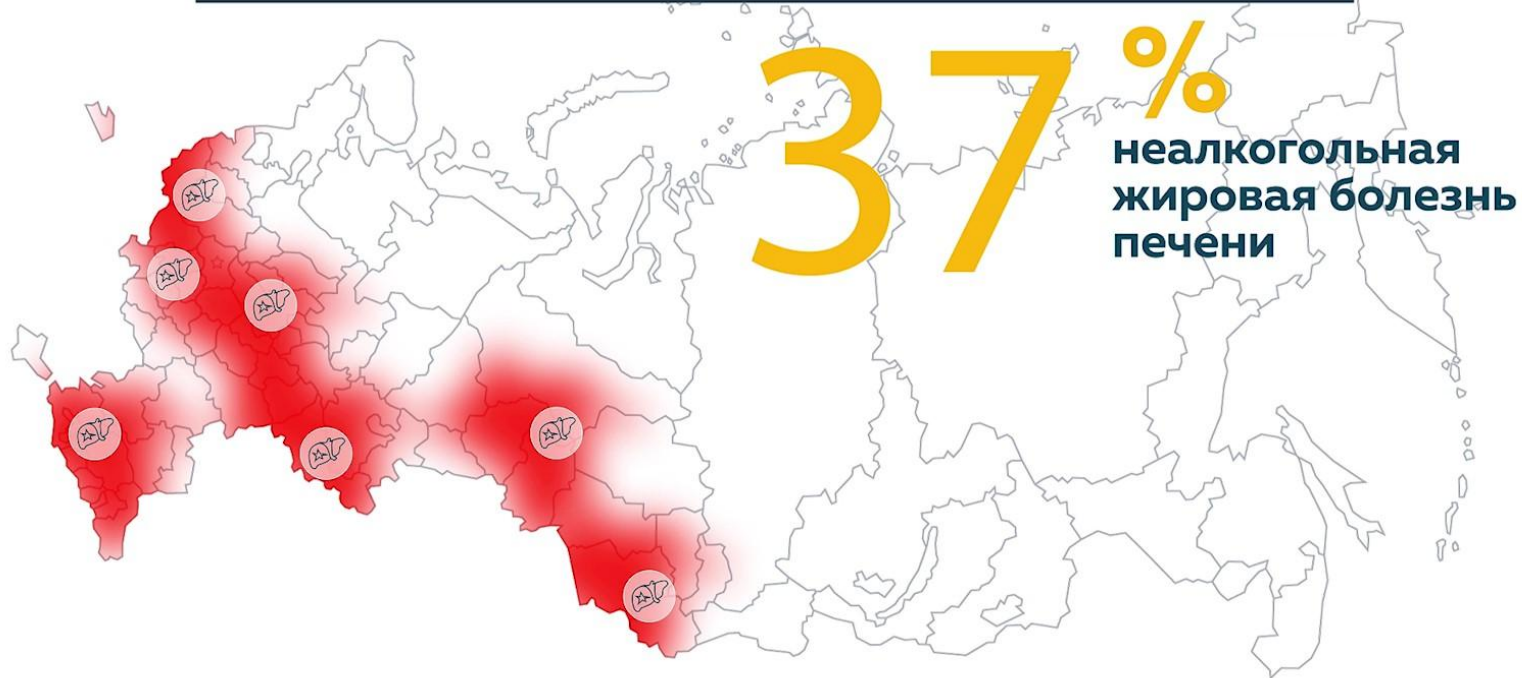 37%
неалкогольная
жировая болезнь
печени